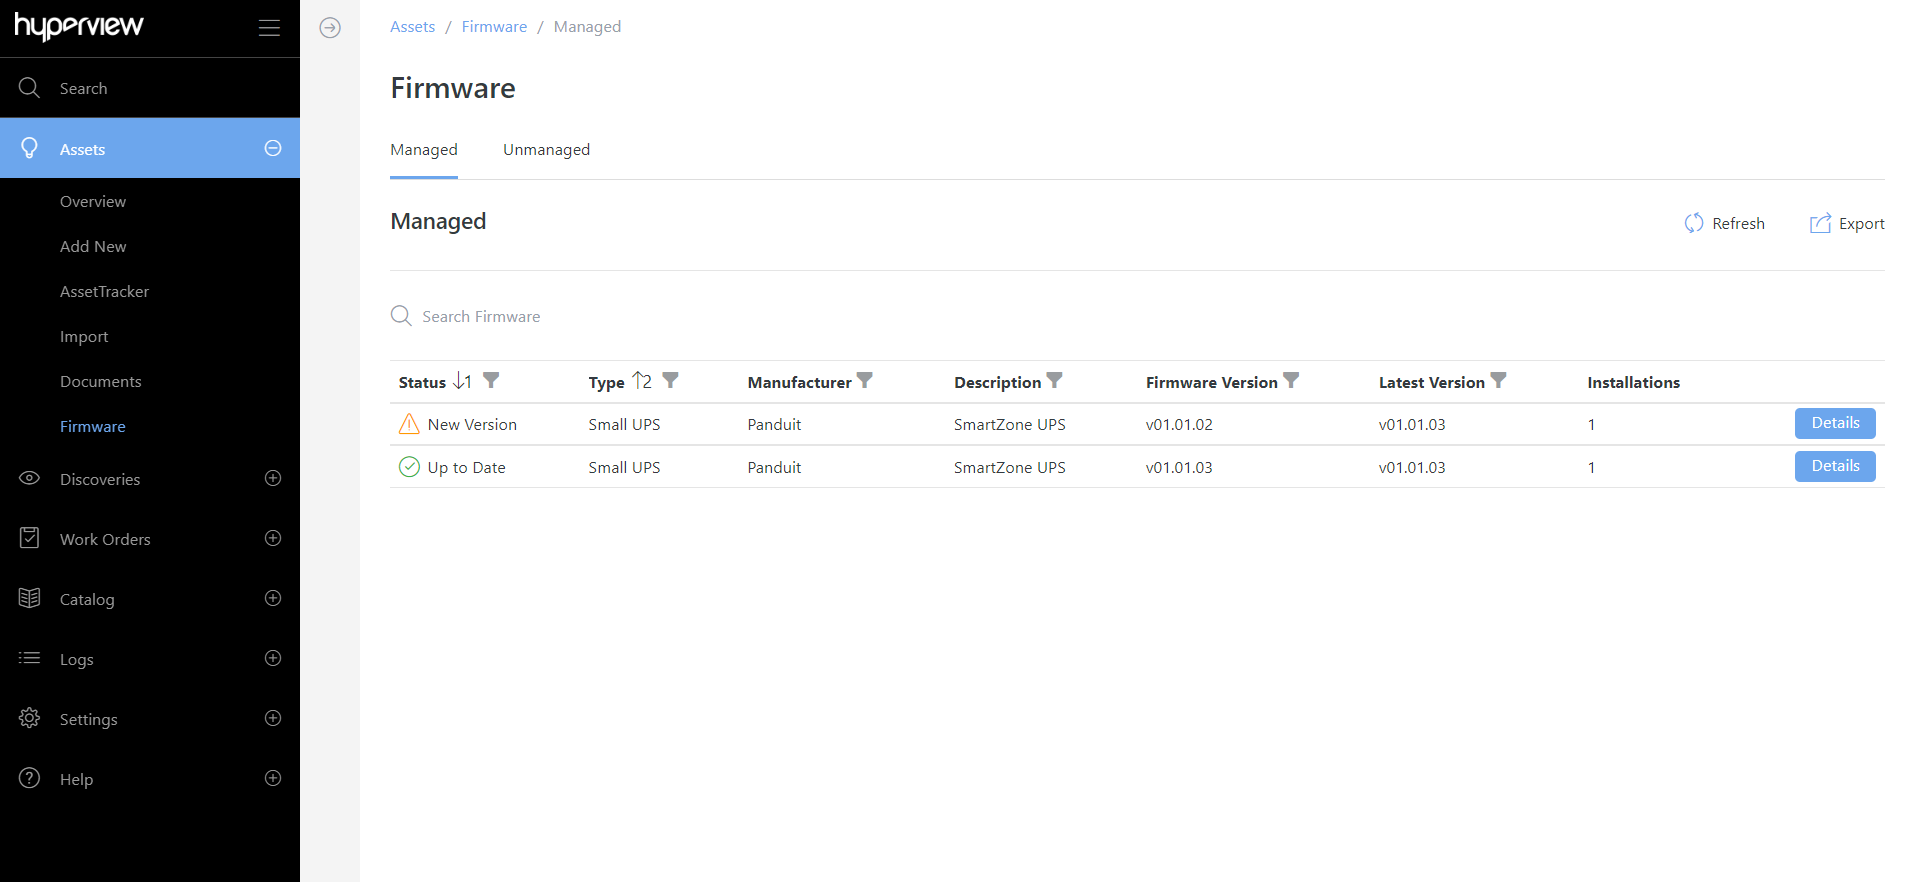 hyperview
Search
Assets
Overview
Add New
AssetTracker
Import
Documents
Firmware
Discoveries
Work Orders
Catalog
Logs
Settings
Help
Assets / Firmware / Managed
Firmware
Managed Unmanaged
Managed
Refresh Export
Search Firmware
Status 1 Type 2 Manufacturer Description Firmware Version Latest Version Installations
New Version Small UPS Panduit SmartZone UPS v01.01.02 v01.01.03 1 Details
Up to Date Small UPS Panduit SmartZone UPS v01.01.03 v01.01.03 1 Details